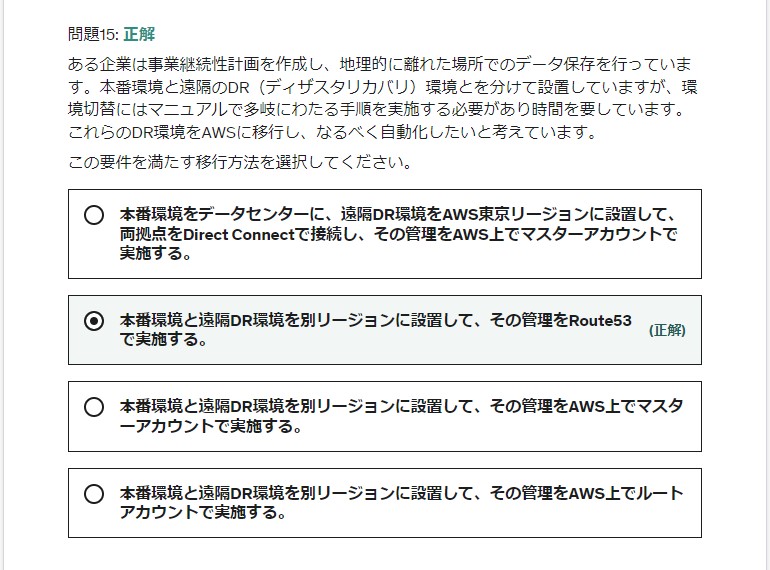 問題15: 正解
ある企業は事業継続性計画を作成し、地理的に離れた場所でのデータ保存を行っていま
す。本番環境と遠隔のDR（ディザスタリカバリ）環境とを分けて設置していますが、環
境切替にはマニュアルで多岐にわたる手順を実施する必要があり時間を要しています。
これらのDR環境をAWSに移行し、なるべく自動化したいと考えています。
この要件を満たす移行方法を選択してください。
本番環境をデータセンターに、遠隔DR環境をAWS東京リージョンに設置して、
両拠点をDirect Connectで接続し、その管理をAWS上でマスターアカウントで
実施する。
本番環境と遠隔DR環境を別リージョンに設置して、その管理をRoute53
で実施する。
(正解)
本番環境と遠隔DR環境を別リージョンに設置して、その管理をAWS上でマスタ
ーアカウントで実施する。
本番環境と遠隔DR環境を別リージョンに設置して、その管理をAWS上でルート
アカウントで実施する。